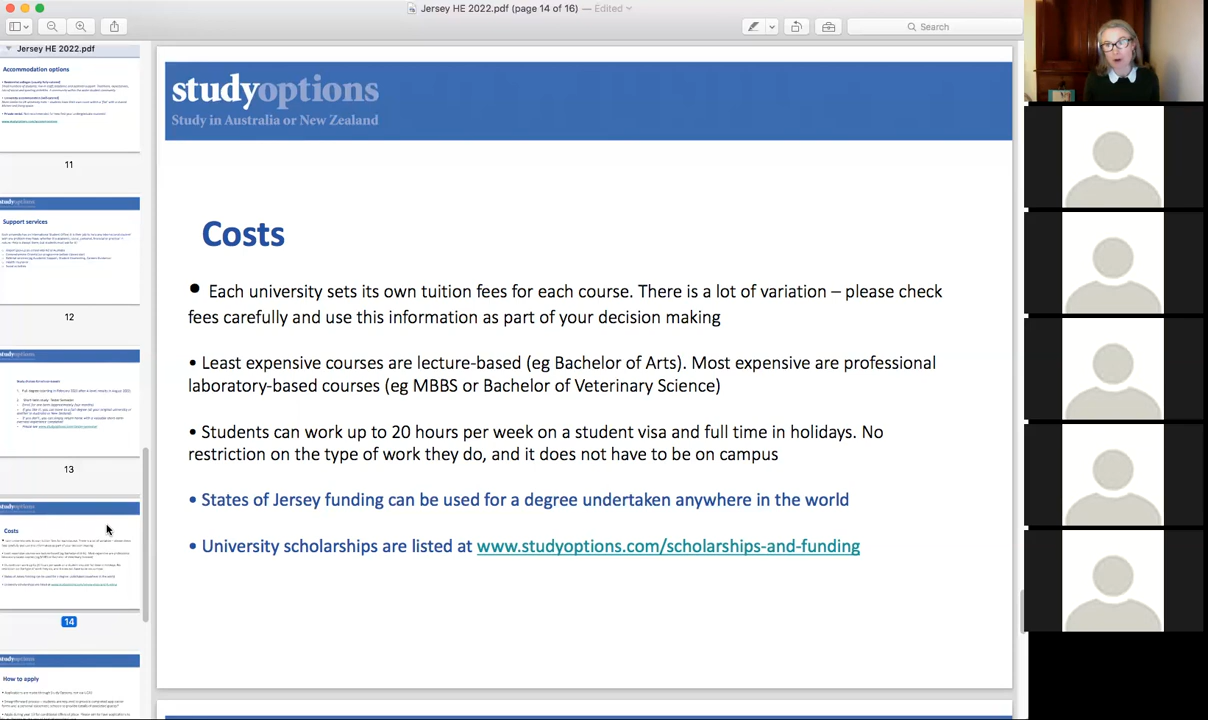 Jersey HE 2022.pdf (page 14 of 16) — Edited
Search
Jersey HE 2022.pdf
Accommodation options
11
Support services
12
13
Costs
14
How to apply
studyoptions
Study in Australia or New Zealand
Costs
• Each university sets its own tuition fees for each course. There is a lot of variation – please check
fees carefully and use this information as part of your decision making
• Least expensive courses are lecture-based (eg Bachelor of Arts). Most expensive are professional
laboratory-based courses (eg MBBS or Bachelor of Veterinary Science)
• Students can work up to 20 hours per week on a student visa and full time in holidays. No
restriction on the type of work they do, and it does not have to be on campus
• States of Jersey funding can be used for a degree undertaken anywhere in the world
• University scholarships are listed at www.studyoptions.com/scholarships-and-funding